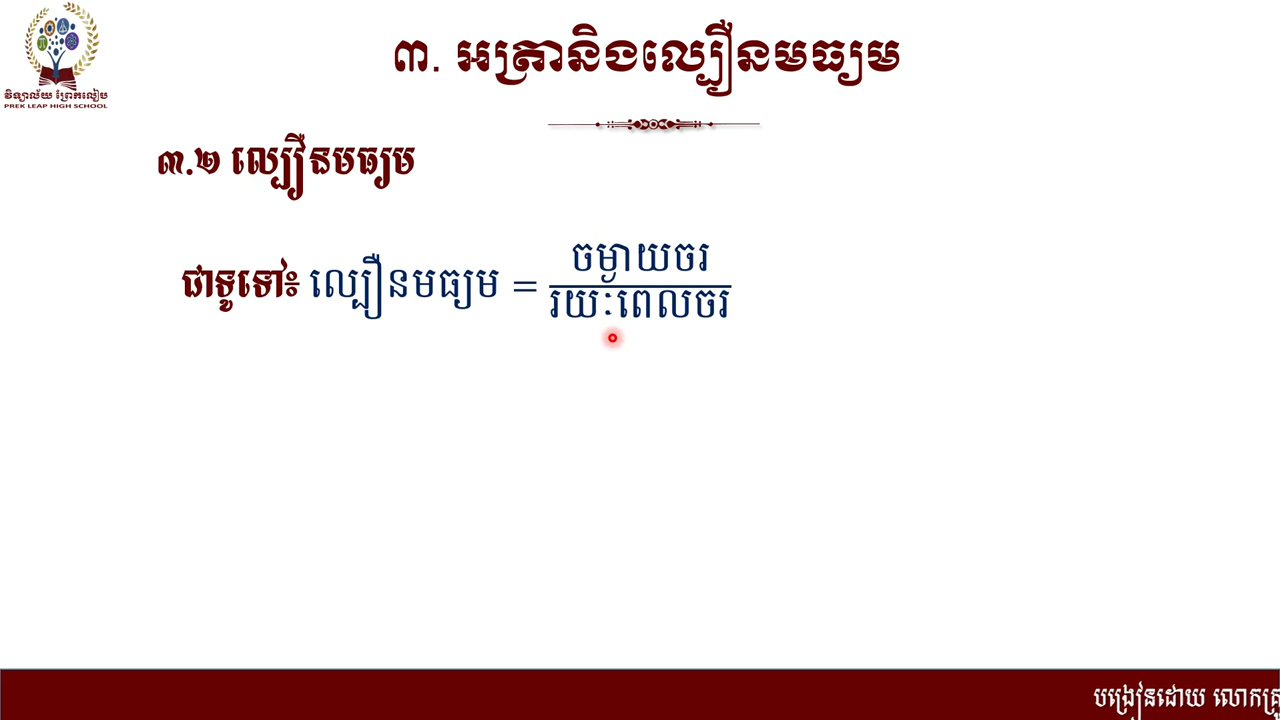 វិទ្យាល័យ ព្រែកលៀប
PREK LEAP HIGH SCHOOL
៣. អត្រានិងល្បឿនមធ្យម
៣.២ ល្បឿនមធ្យម
ជាទូទៅ៖ ល្បឿនមធ្យម = ចម្ងាយចរ
រយៈពេលចរ
បង្រៀនដោយ លោកគ្រូ